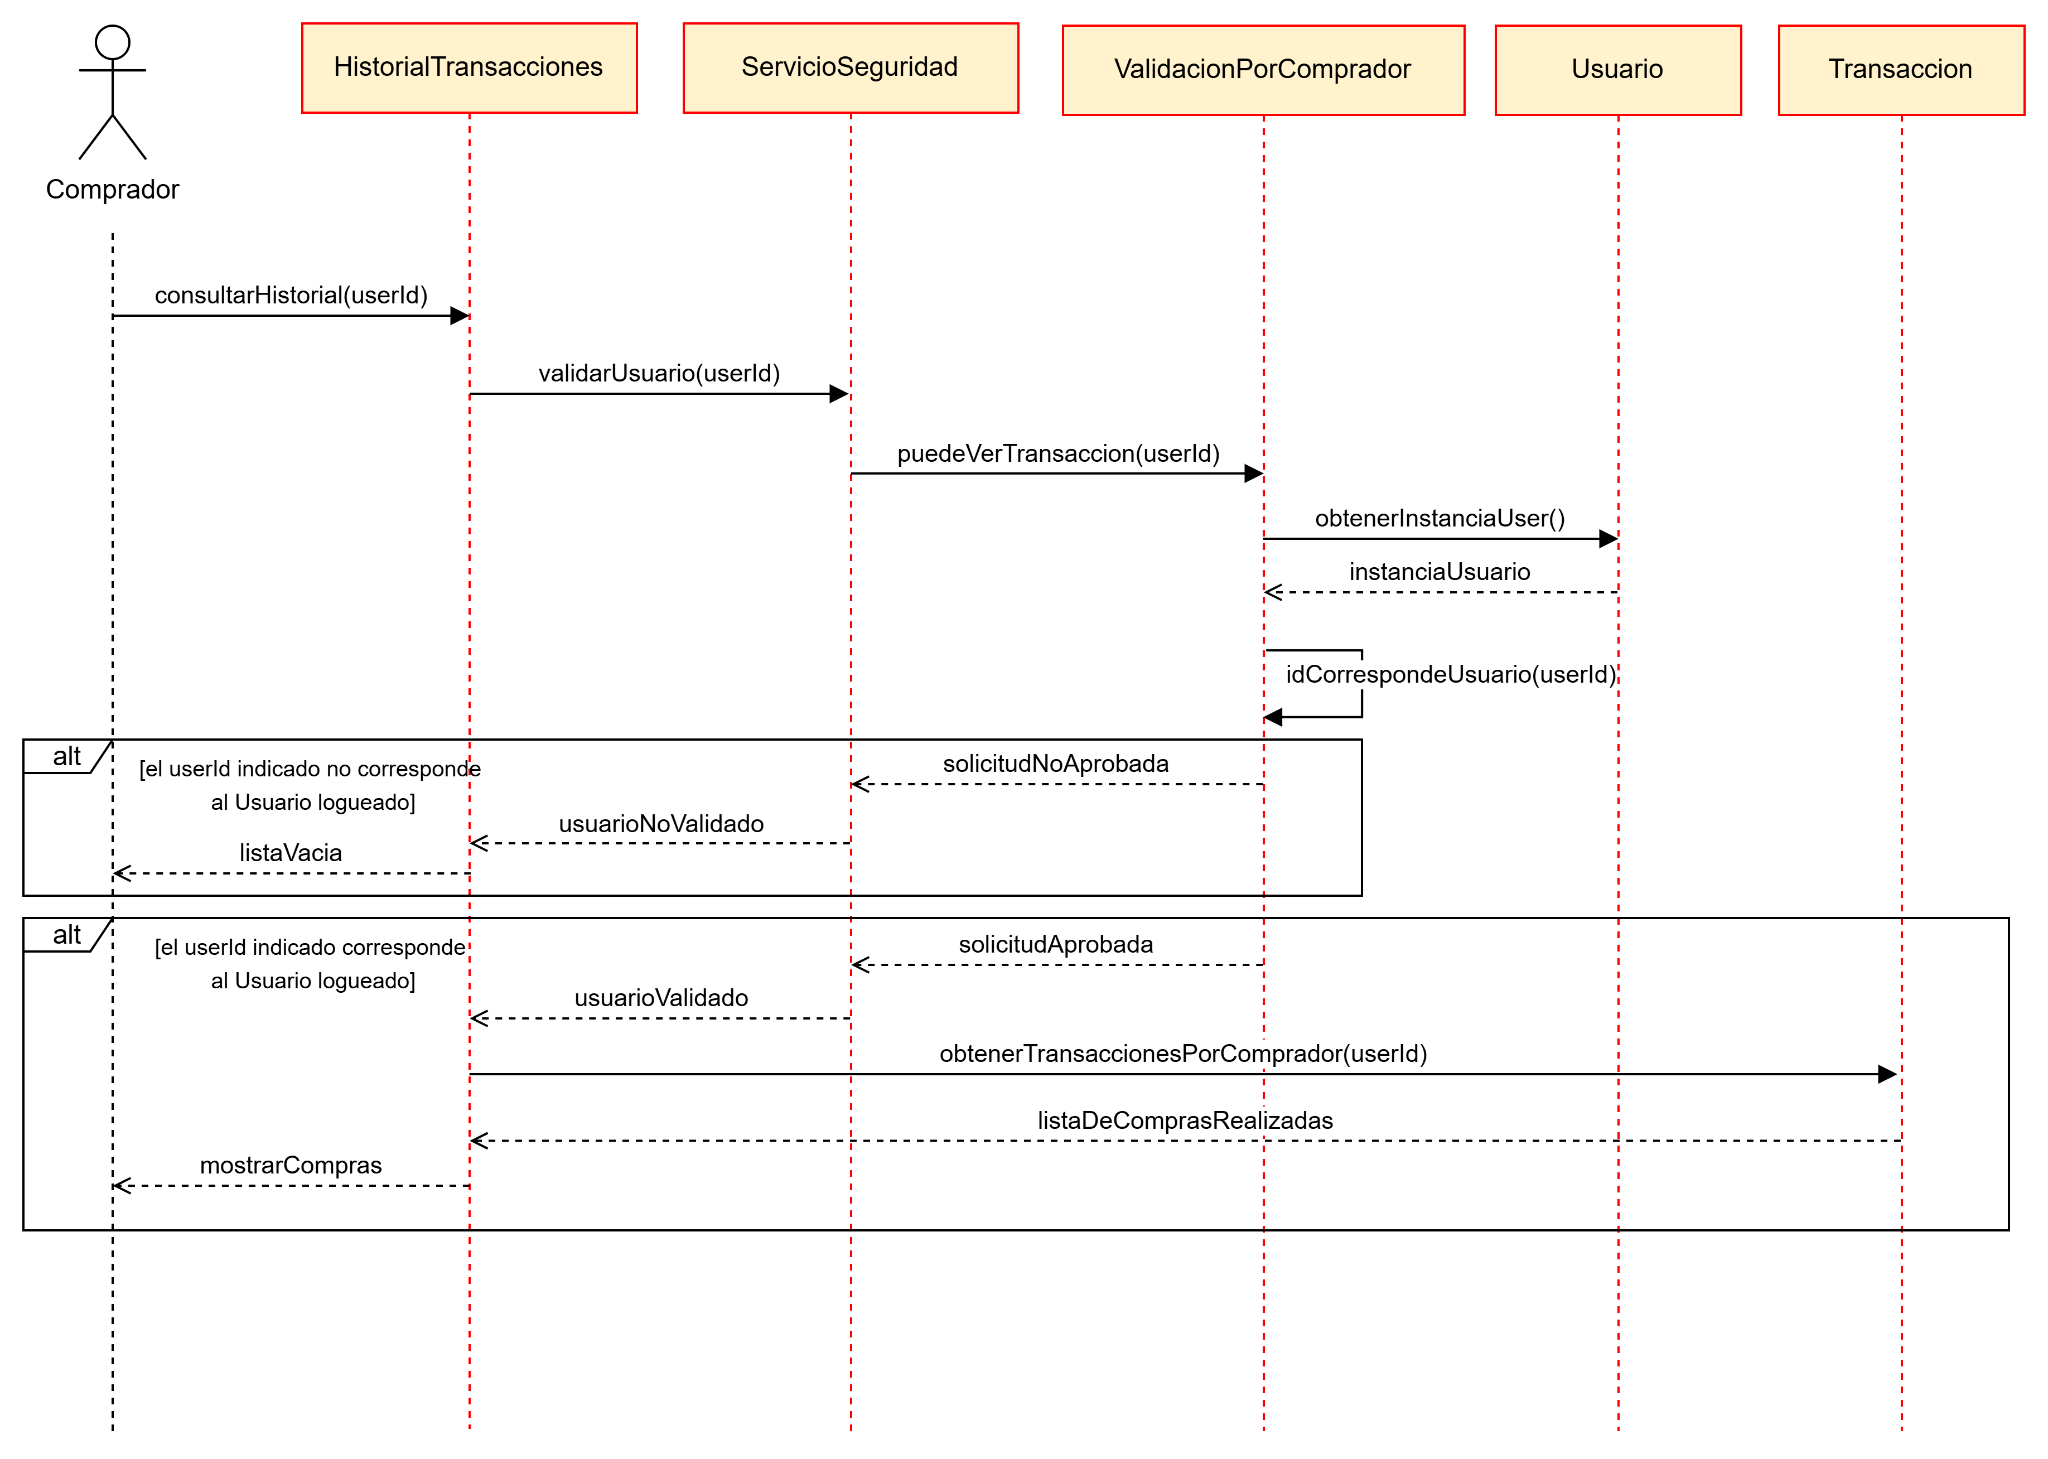 HistorialTransacciones
ServicioSeguridad
ValidacionPorComprador
Usuario
Transaccion
Comprador
consultarHistorial(userId)
validarUsuario(userId)
puedeVerTransaccion(userId)
obtenerInstanciaUser()
instanciaUsuario
idCorrespondeUsuario(userId)
alt
[el userId indicado no corresponde
al Usuario logueado]
solicitudNoAprobada
usuarioNoValidado
listaVacia
alt
[el userId indicado corresponde
al Usuario logueado]
solicitudAprobada
usuarioValidado
obtenerTransaccionesPorComprador(userId)
listaDeComprasRealizadas
mostrarCompras